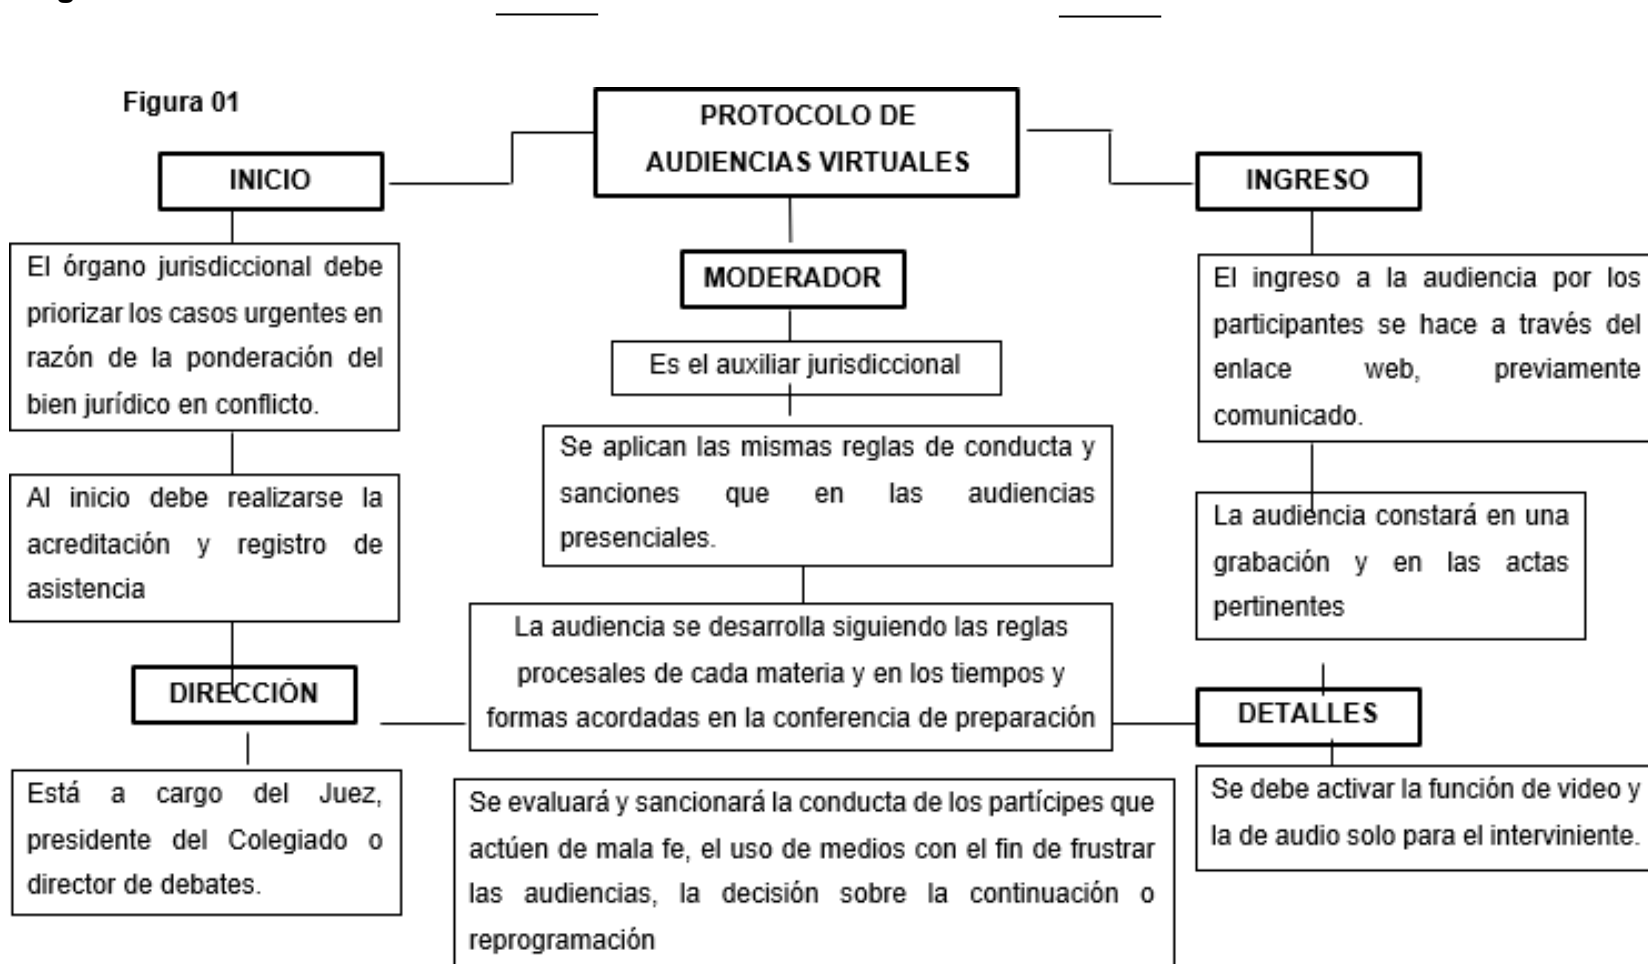 Figura 01
PROTOCOLO DE
AUDIENCIAS VIRTUALES
INICIO
El órgano jurisdiccional debe
priorizar los casos urgentes en
razón de la ponderación del
bien jurídico en conflicto.
Al inicio debe realizarse la
acreditación y registro de
asistencia
DIRECCIÓN
Está a cargo del Juez,
presidente del Colegiado o
director de debates.
MODERADOR
Es el auxiliar jurisdiccional
Se aplican las mismas reglas de conducta y
sanciones que en las audiencias
presenciales.
La audiencia se desarrolla siguiendo las reglas
procesales de cada materia y en los tiempos y
formas acordadas en la conferencia de preparación
Se evaluará y sancionará la conducta de los partícipes que
actúen de mala fe, el uso de medios con el fin de frustrar
las audiencias, la decisión sobre la continuación o
reprogramación
INGRESO
El ingreso a la audiencia por los
participantes se hace a través del
enlace web, previamente
comunicado.
La audiencia constará en una
grabación y en las actas
pertinentes
DETALLES
Se debe activar la función de video y
la de audio solo para el interviniente.